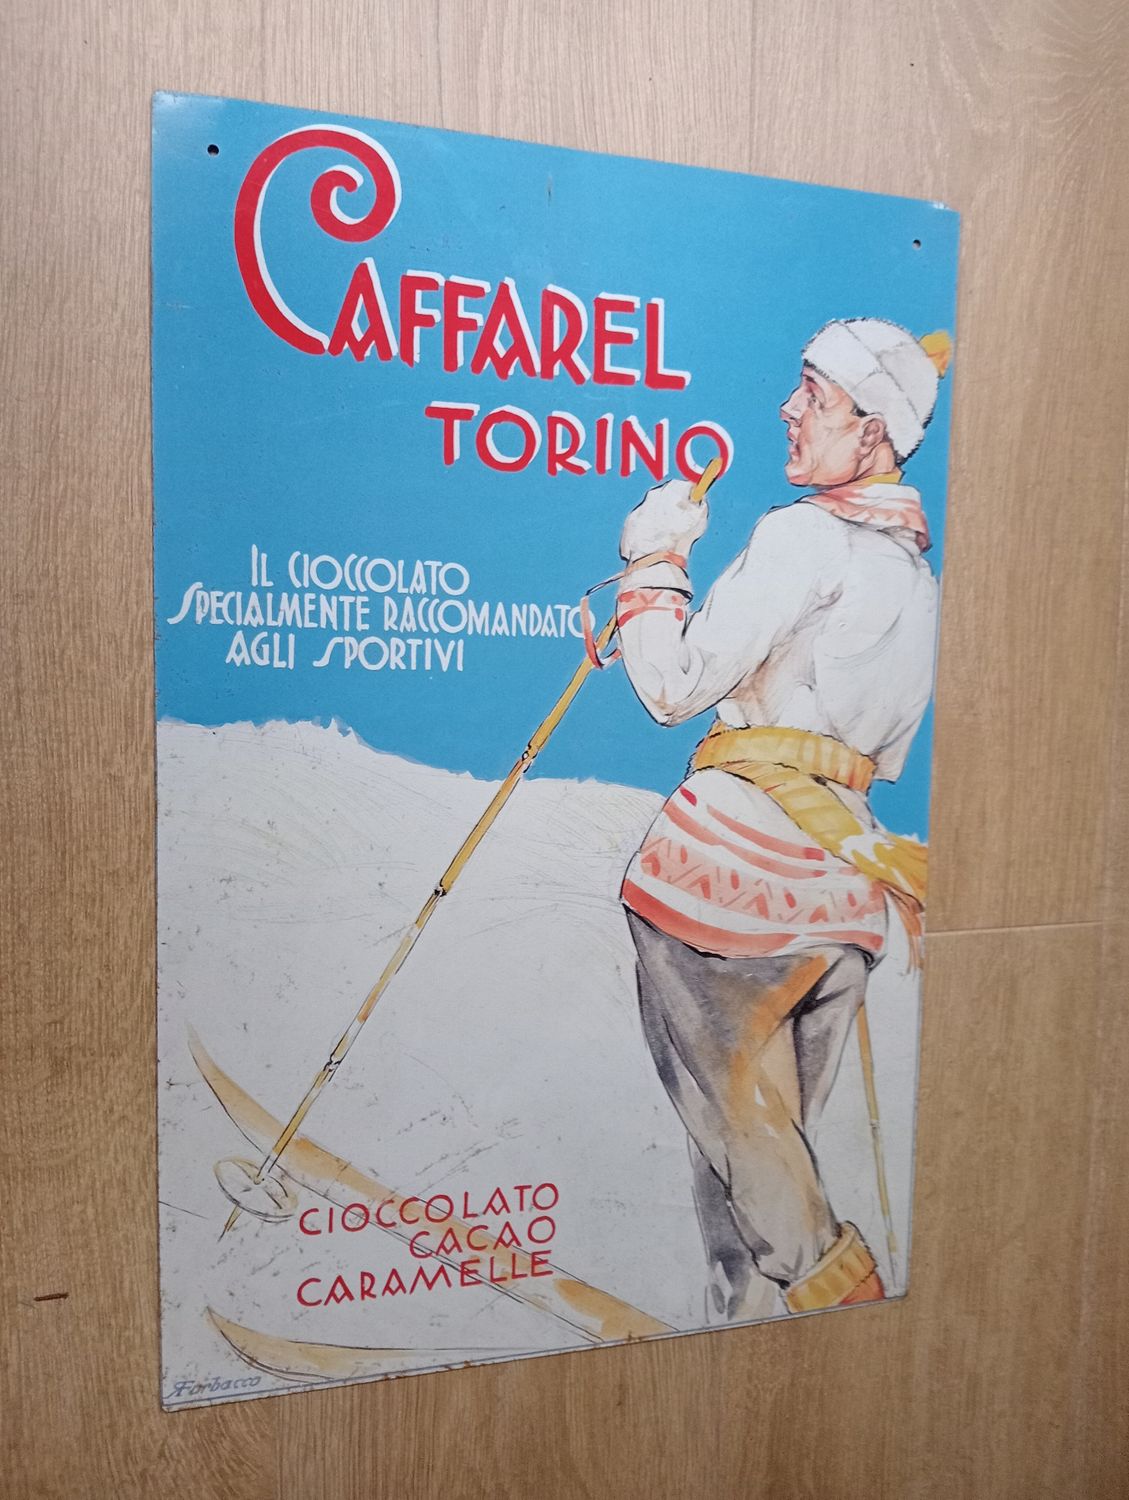 CAFFAREL
TORINO
IL CIOCCOLATO
SPECIALMENTE RACCOMANDATO
AGLI SPORTIVI
CIOCCOLATO
CACAO
CARAMELLE